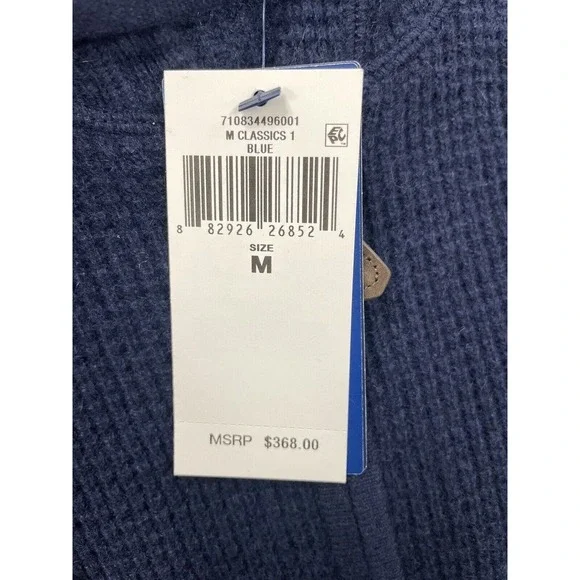 710834496001
M CLASSICS 1
BLUE
8 82926 26852 4
SIZE
M
MSRP $368.00